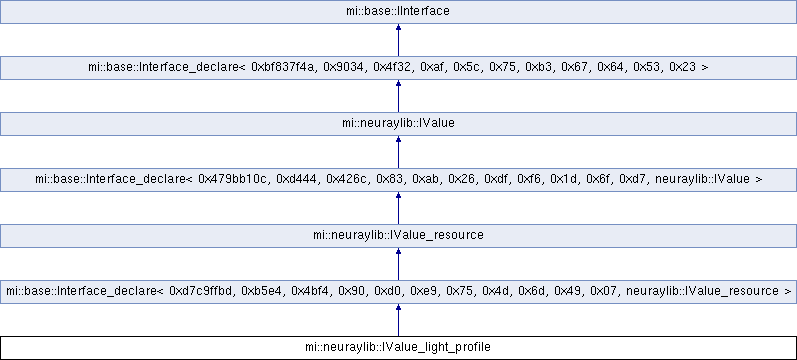 mi::base::IInterface
mi::base::Interface_declare< 0xbf837f4a, 0x9034, 0x4f32, 0xaf, 0x5c, 0x75, 0xb3, 0x67, 0x64, 0x53, 0x23 >
mi::neuraylib::IValue
mi::base::Interface_declare< 0x479bb10c, 0xd444, 0x426c, 0x83, 0xab, 0x26, 0xdf, 0xf6, 0x1d, 0x6f, 0xd7, neuraylib::IValue >
mi::neuraylib::IValue_resource
mi::base::Interface_declare< 0xd7c9ffbd, 0xb5e4, 0x4bf4, 0x90, 0xd0, 0xe9, 0x75, 0x4d, 0x6d, 0x49, 0x07, neuraylib::IValue_resource >
mi::neuraylib::IValue_light_profile